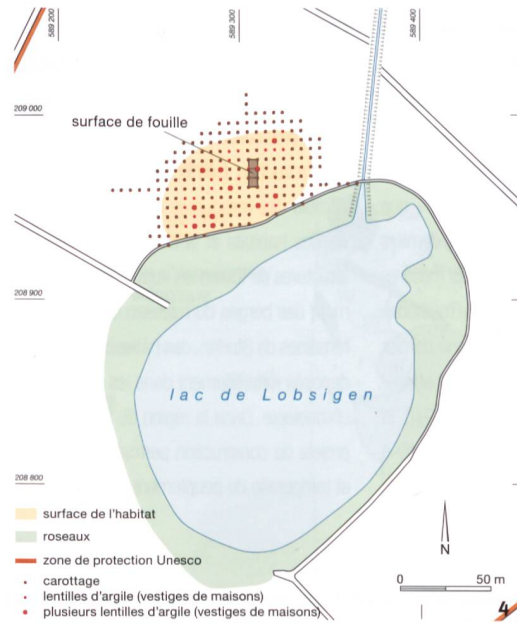 589.200
589.300
589.400
209 000
surface de fouille
208 900
lac de Lobsigen
208 800
surface de l'habitat
roseaux
zone de protection Unesco
carottage
lentilles d'argile (vestiges de maisons)
plusieurs lentilles d'argile (vestiges de maisons)
N
0 50 m
4